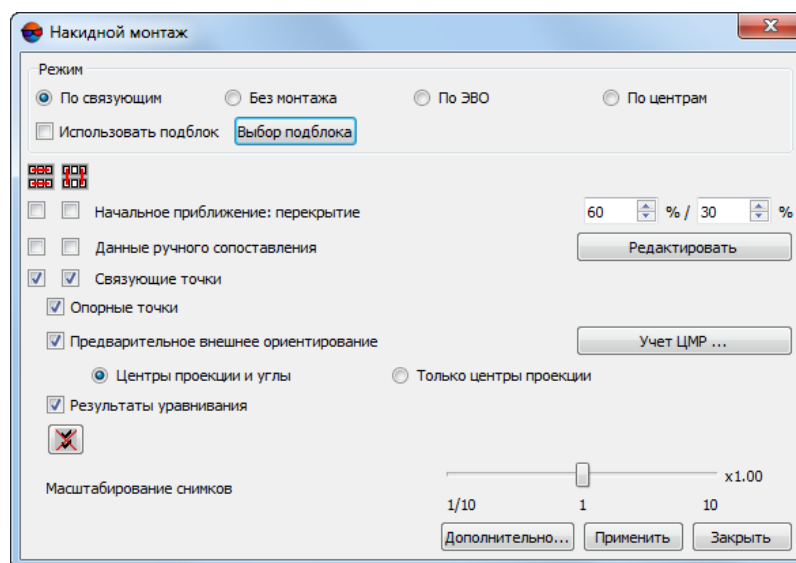 Накидной монтаж
Режим
По связующим Без монтажа По ЭВО По центрам
Использовать подблок Выбор подблока
Начальное приближение: перекрытие 60 % / 30 %
Данные ручного сопоставления Редактировать
Связующие точки
Опорные точки
Предварительное внешнее ориентирование Учет ЦМР ...
Центры проекции и углы Только центры проекции
Результаты уравнивания
Масштабирование снимков x1.00
1/10 1 10
Дополнительно... Применить Закрыть